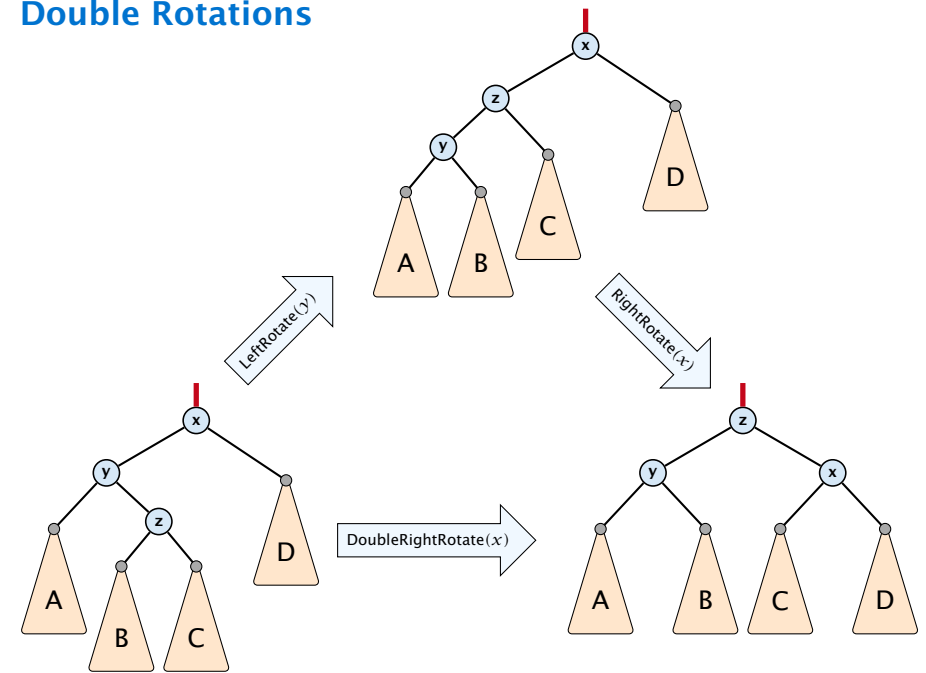 Double Rotations
x
z
y
D
C
A
B
LeftRotate(y)
RightRotate(x)
x
y
z
D
A
B
C
DoubleRightRotate(x)
z
y
x
A
B
C
D